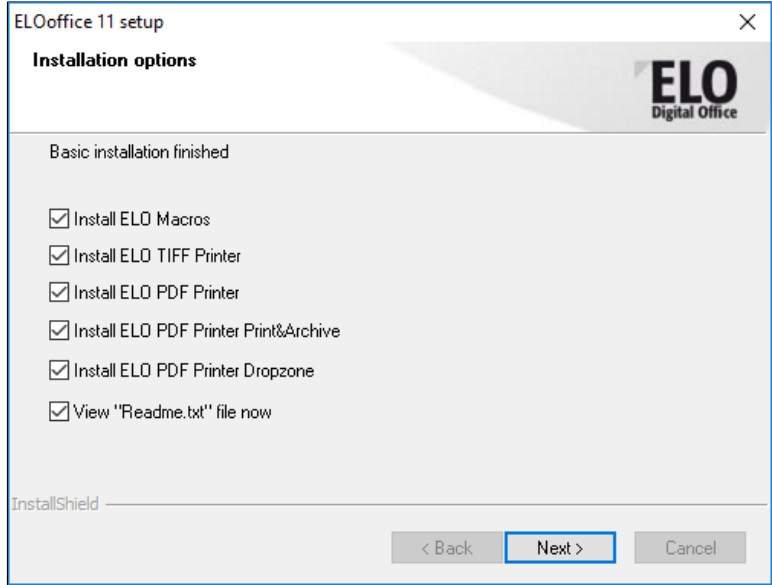 ELOoffice 11 setup
Installation options
ELO
Digital Office
Basic installation finished
Install ELO Macros
Install ELO TIFF Printer
Install ELO PDF Printer
Install ELO PDF Printer Print&Archive
Install ELO PDF Printer Dropzone
View "Readme.txt" file now
InstallShield
< Back Next > Cancel